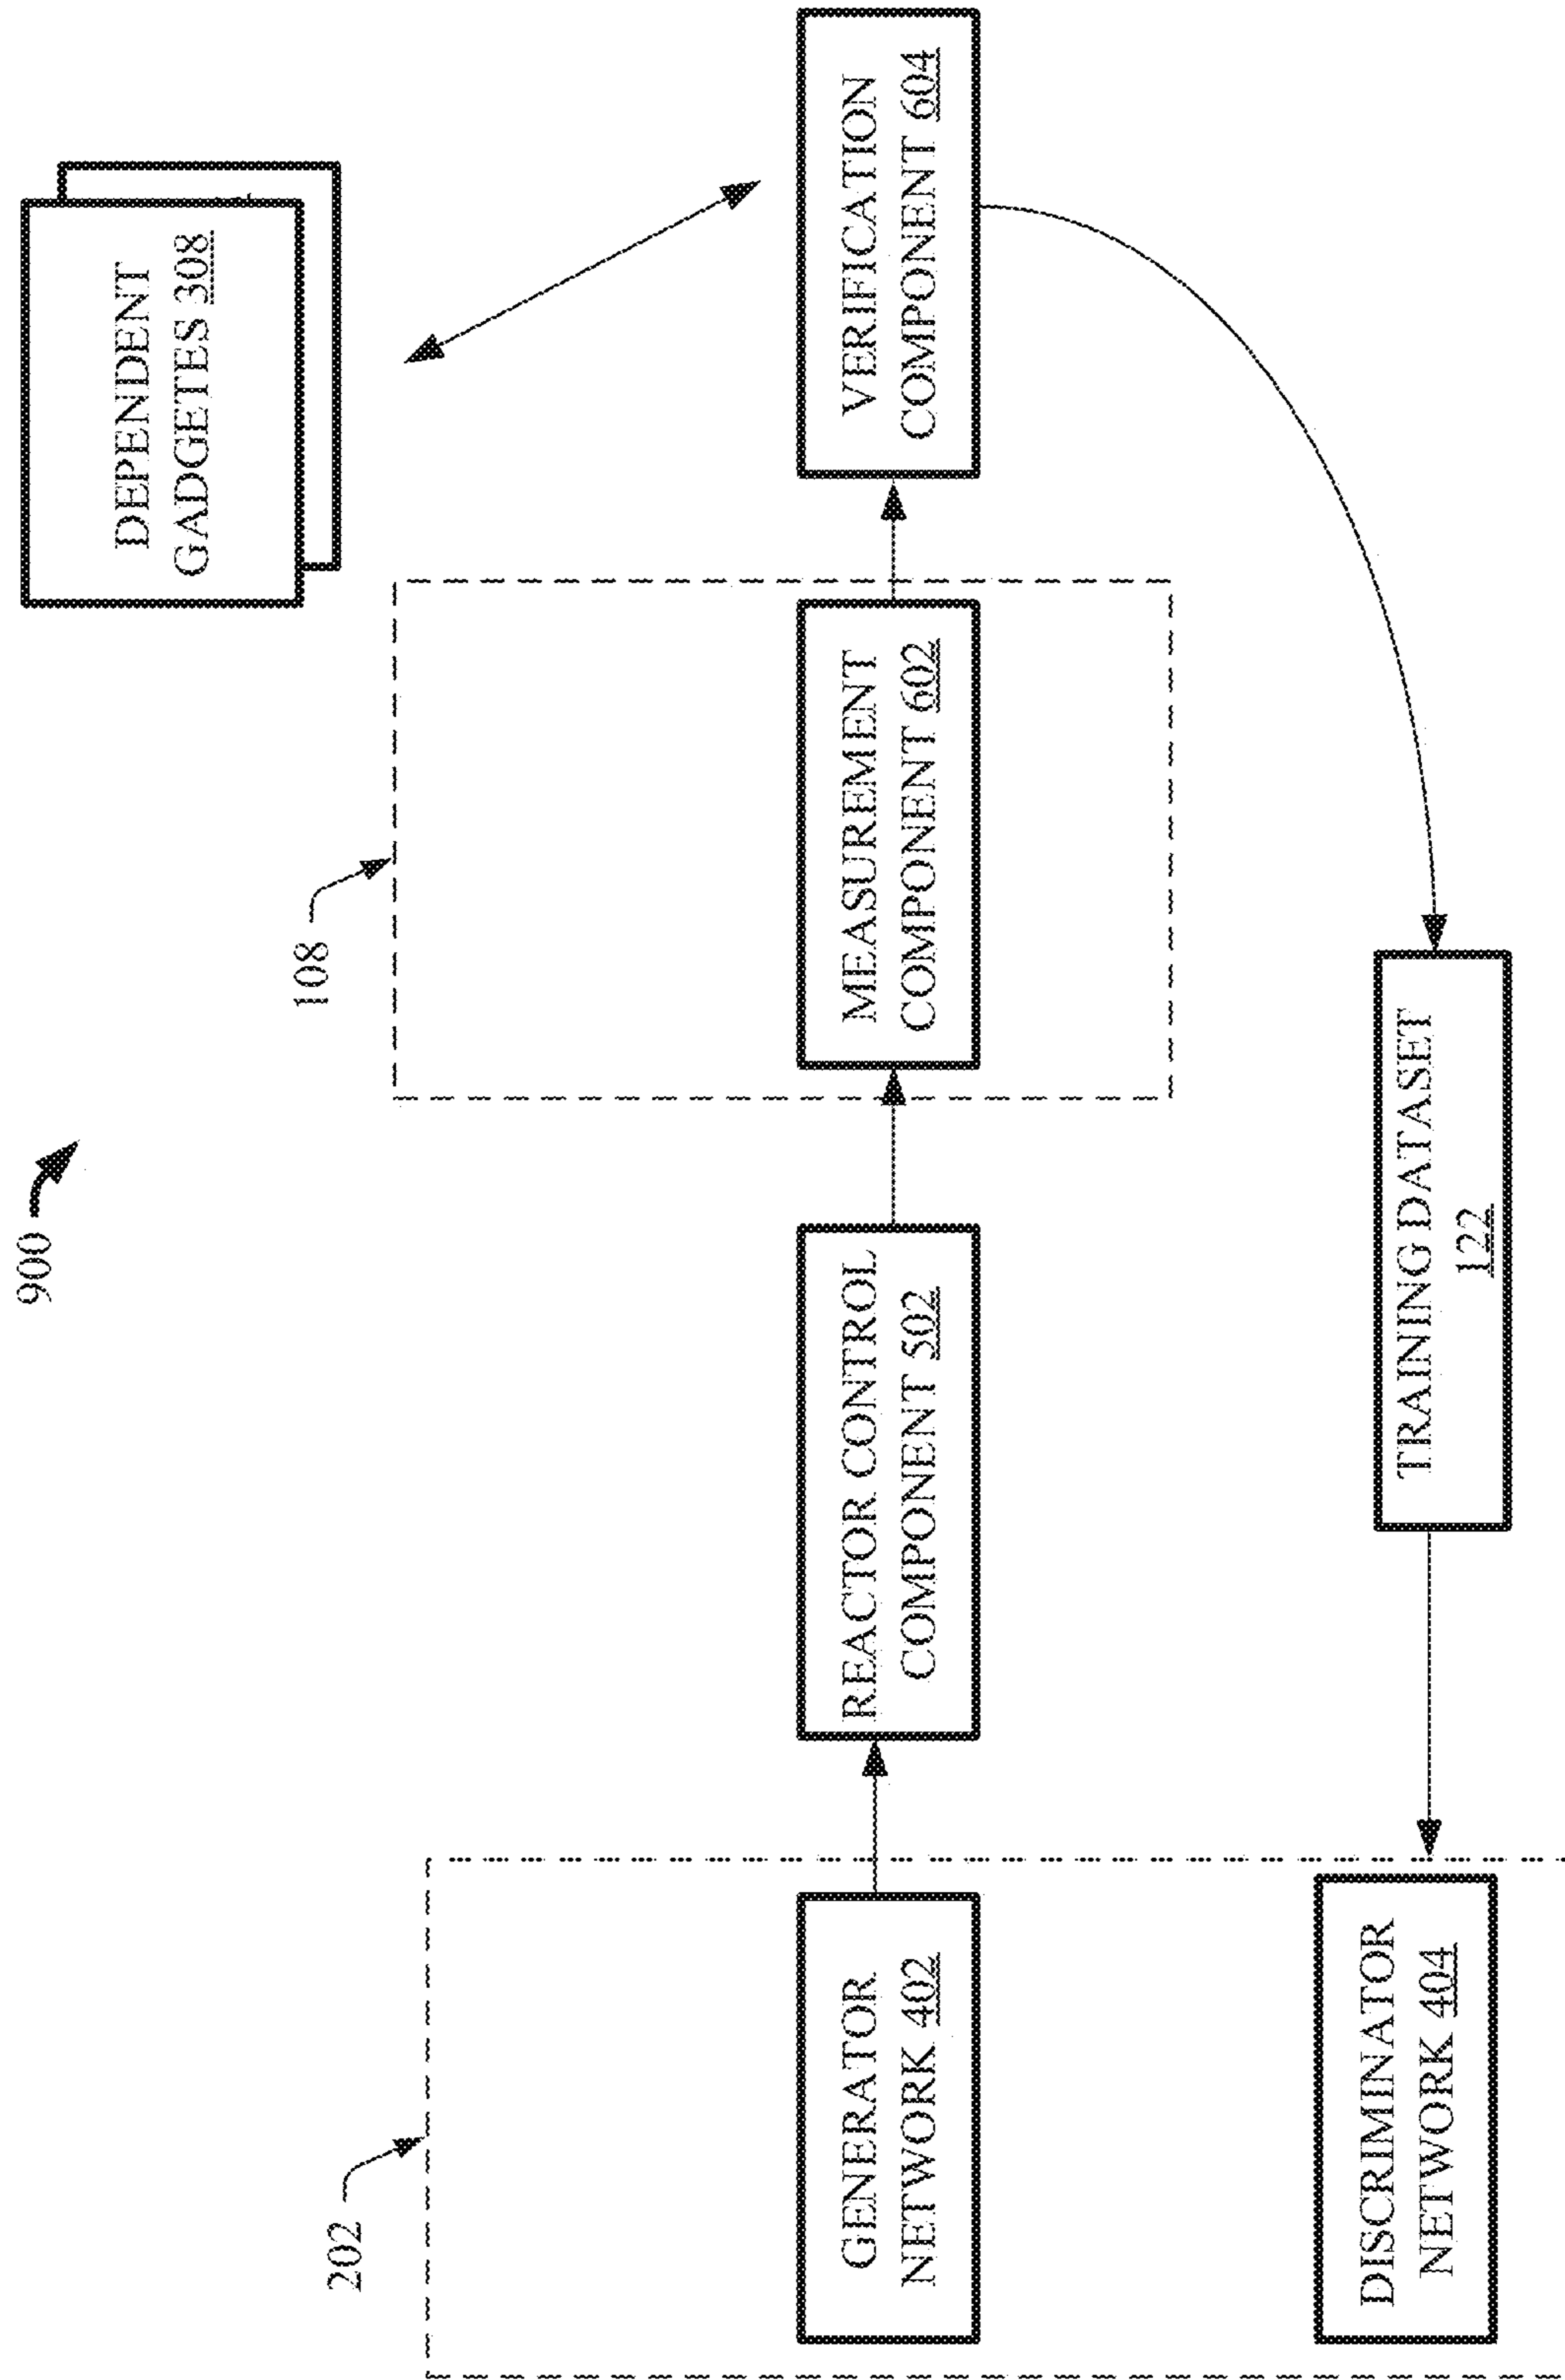 900
DEPENDENT
GADGETES 308
108
202
GENERATOR
NETWORK 402
REACTOR CONTROL
COMPONENT 502
MEASUREMENT
COMPONENT 602
VERIFICATION
COMPONENT 604
DISCRIMINATOR
NETWORK 404
TRAINING DATASET
122